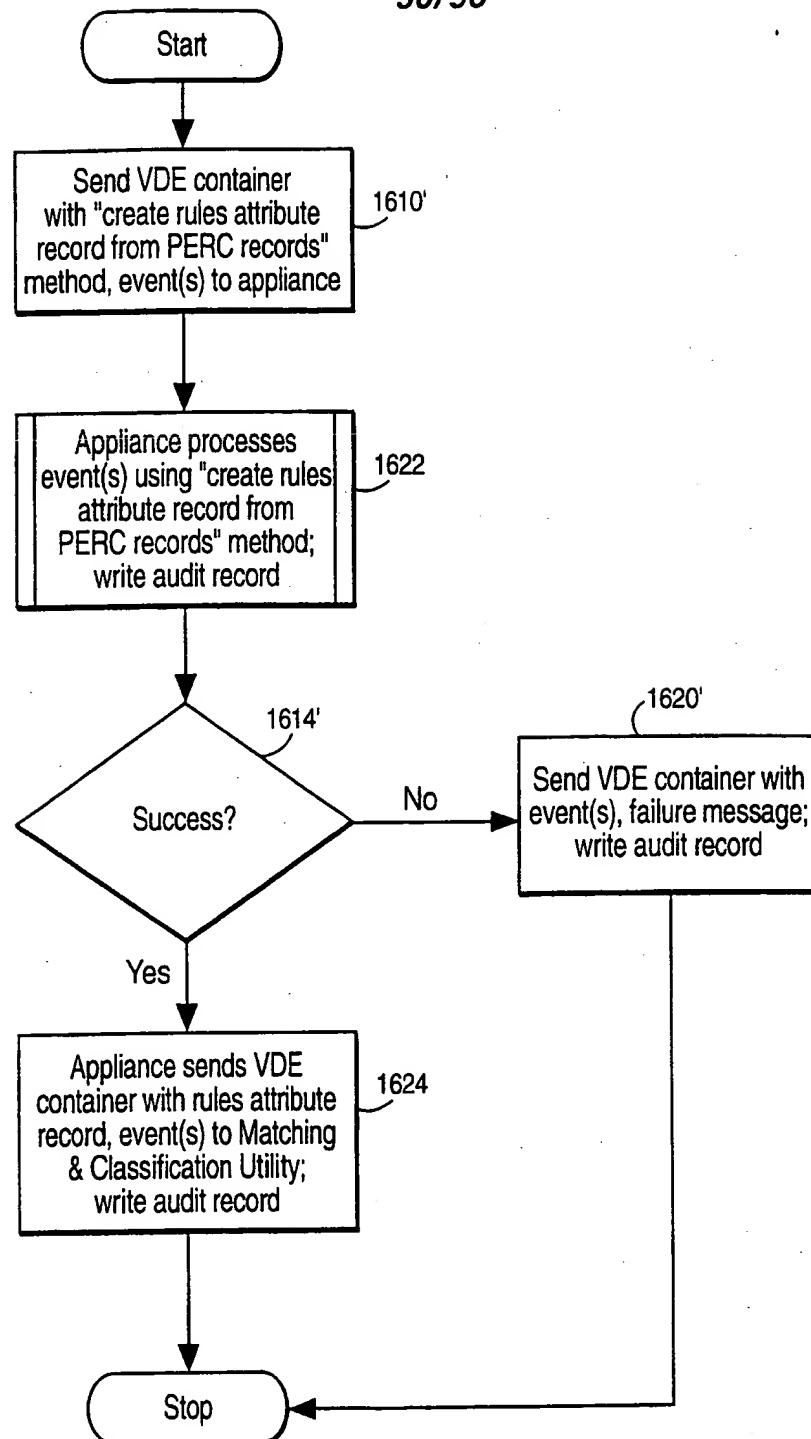 Start
Send VDE container
with "create rules attribute
record from PERC records"
method, event(s) to appliance
1610'
Appliance processes
event(s) using "create rules
attribute record from
PERC records" method;
write audit record
1622
1614'
Success?
No
1620'
Send VDE container with
event(s), failure message;
write audit record
Yes
Appliance sends VDE
container with rules attribute
record, event(s) to Matching
& Classification Utility;
write audit record
1624
Stop